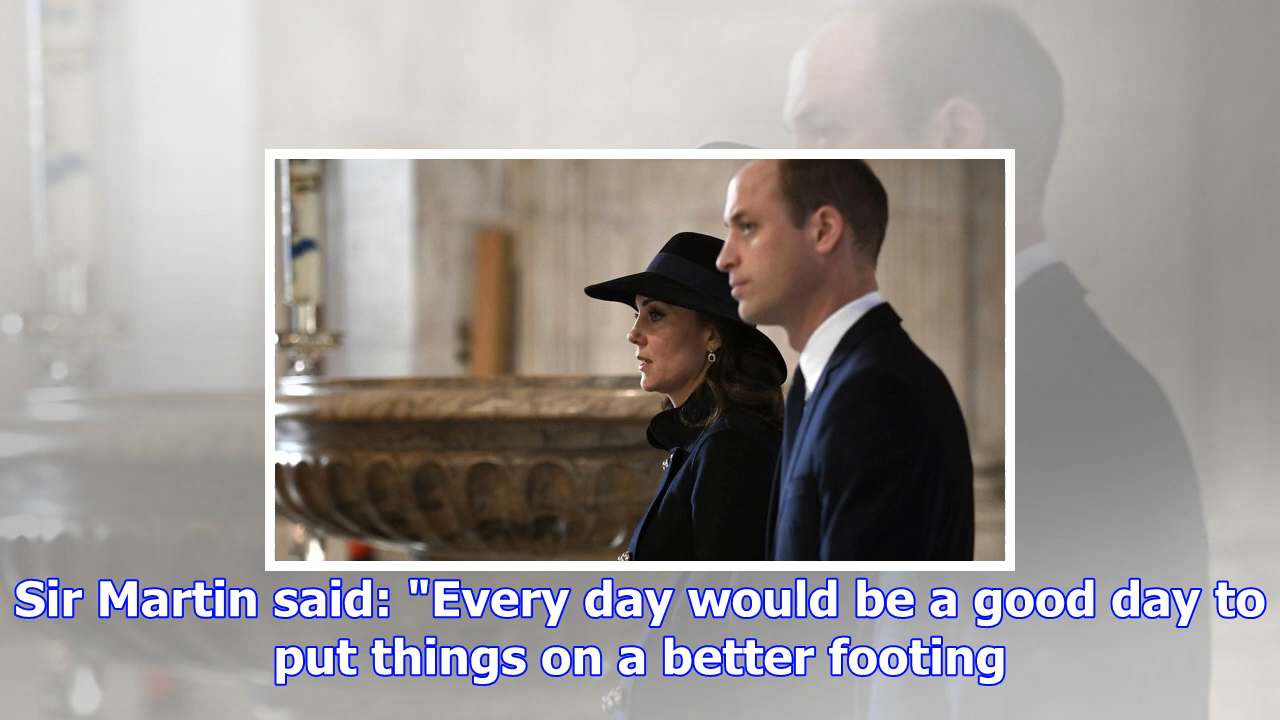 Sir Martin said: "Every day would be a good day to
put things on a better footing